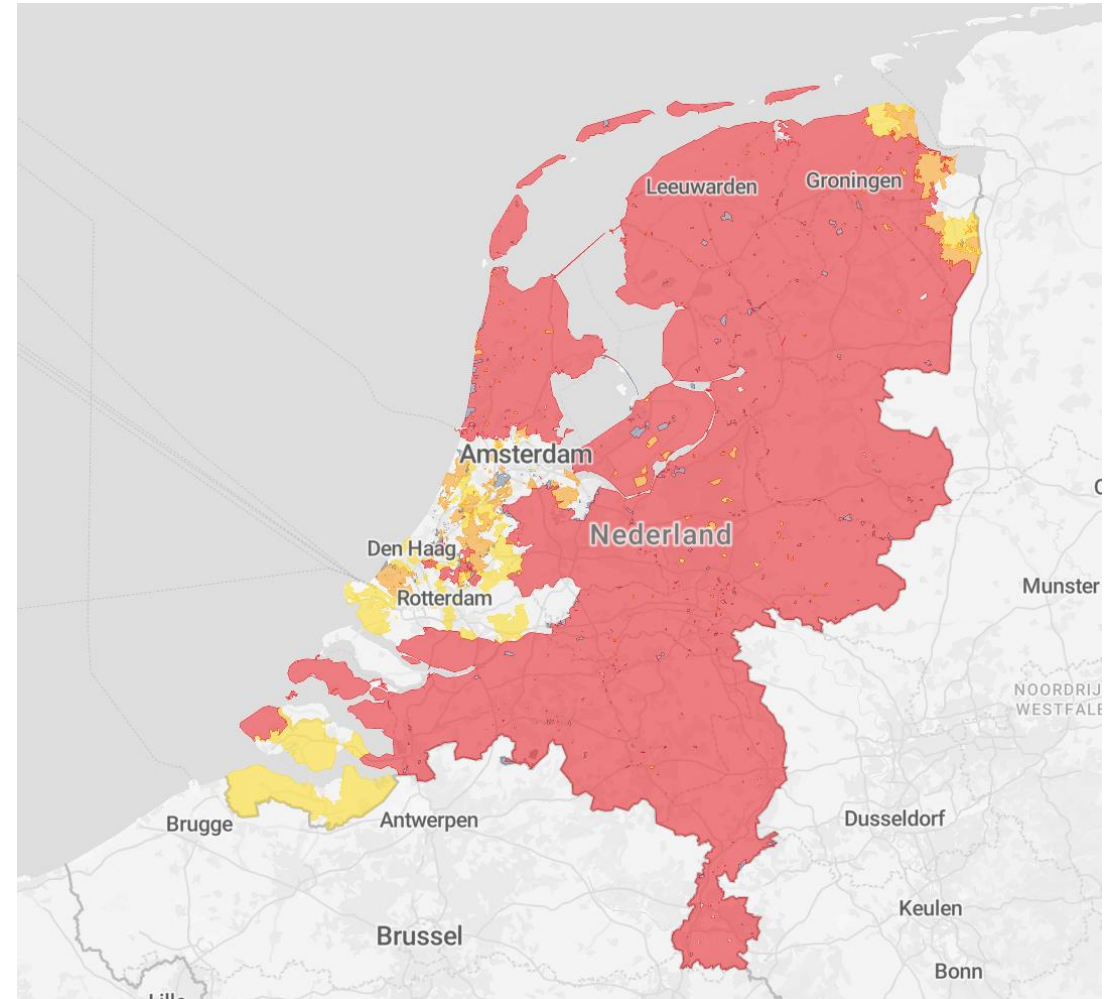 Leeuwarden
Groningen
Amsterdam
Nederland
Den Haag
Rotterdam
Munster
NOORDRIJ
WESTFALE
Brugge
Antwerpen
Dusseldorf
Keulen
Brussel
Bonn